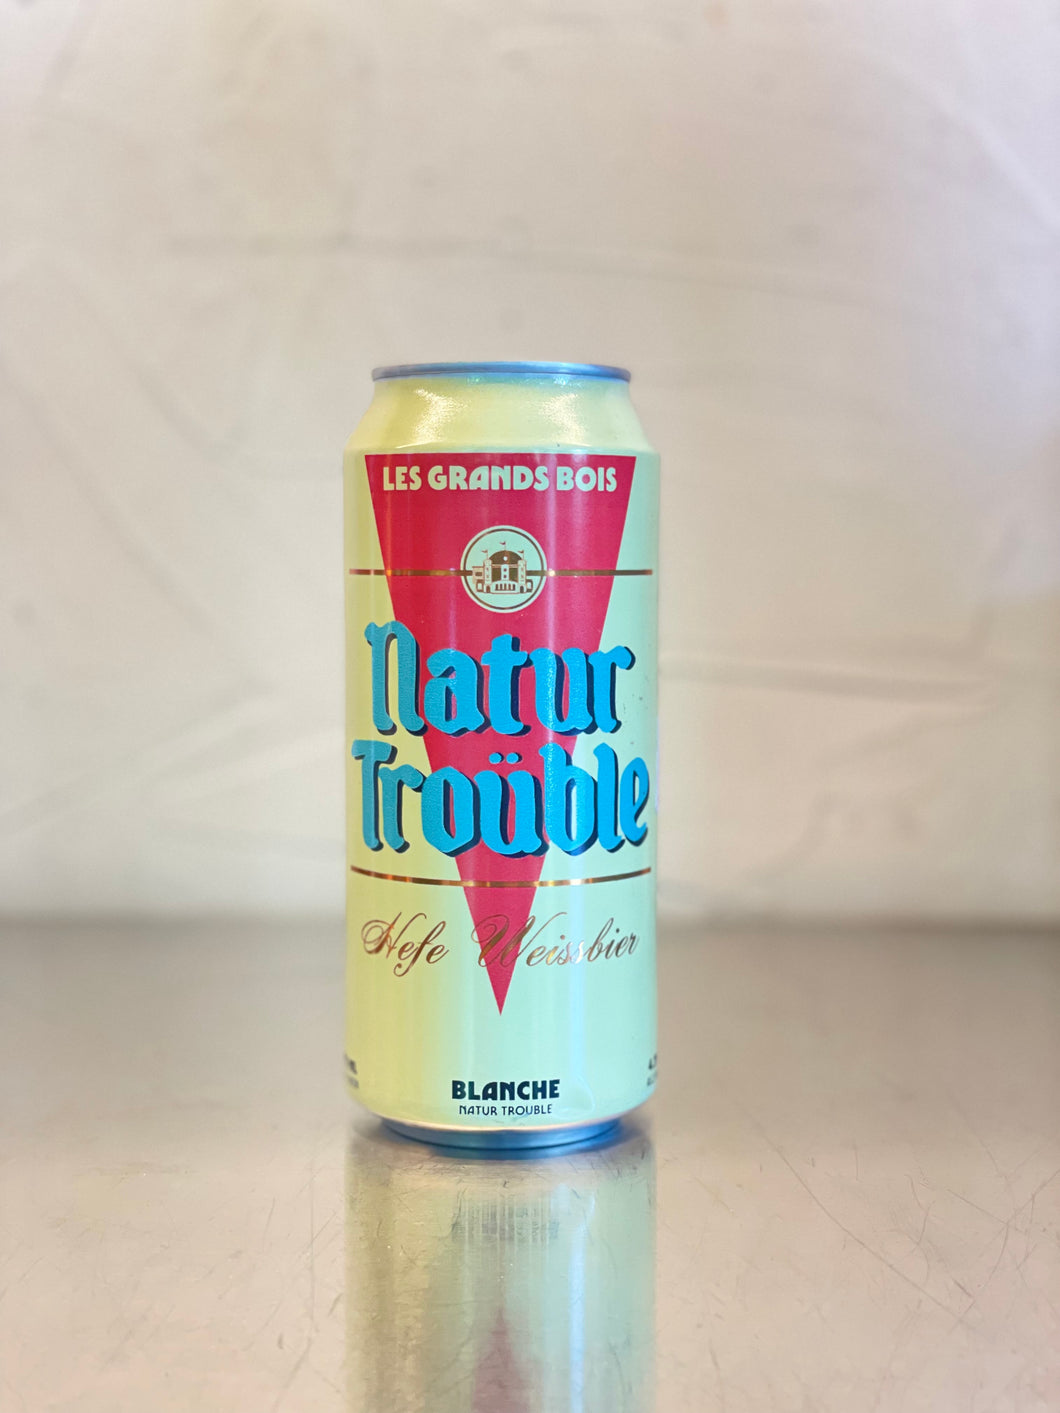 LES GRANDS BOIS
Natur
Troüble
Hefe Weissbier
BLANCHE
NATUR TROUBLE